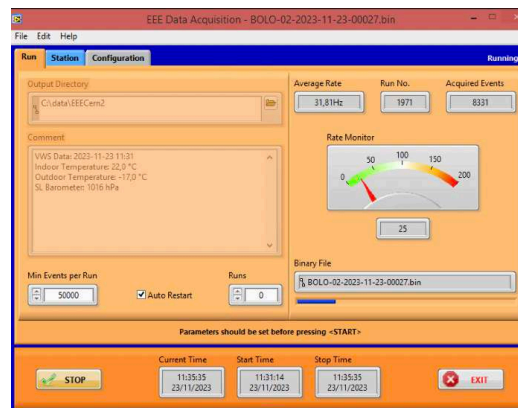 EEE Data Acquisition - BOLO-02-2023-11-23-00027.bin
File Edit Help
Run Station Configuration Running
Output Directory
C:\data\EEECern2
Comment
VWS Data: 2023-11-23 11:31
Indoor Temperature: 22,0 °C
Outdoor Temperature: -17,0 °C
SL Barometer: 1016 hPa
Min Events per Run
50000
Auto Restart
Runs
0
Average Rate Run No. Acquired Events
31,81Hz 1971 8331
Rate Monitor
0 50 100 150 200
25
Binary File
BOLO-02-2023-11-23-00027.bin
Parameters should be set before pressing <START>
STOP
Current Time Start Time Stop Time
11:35:35 11:31:14 11:35:35
23/11/2023 23/11/2023 23/11/2023
EXIT